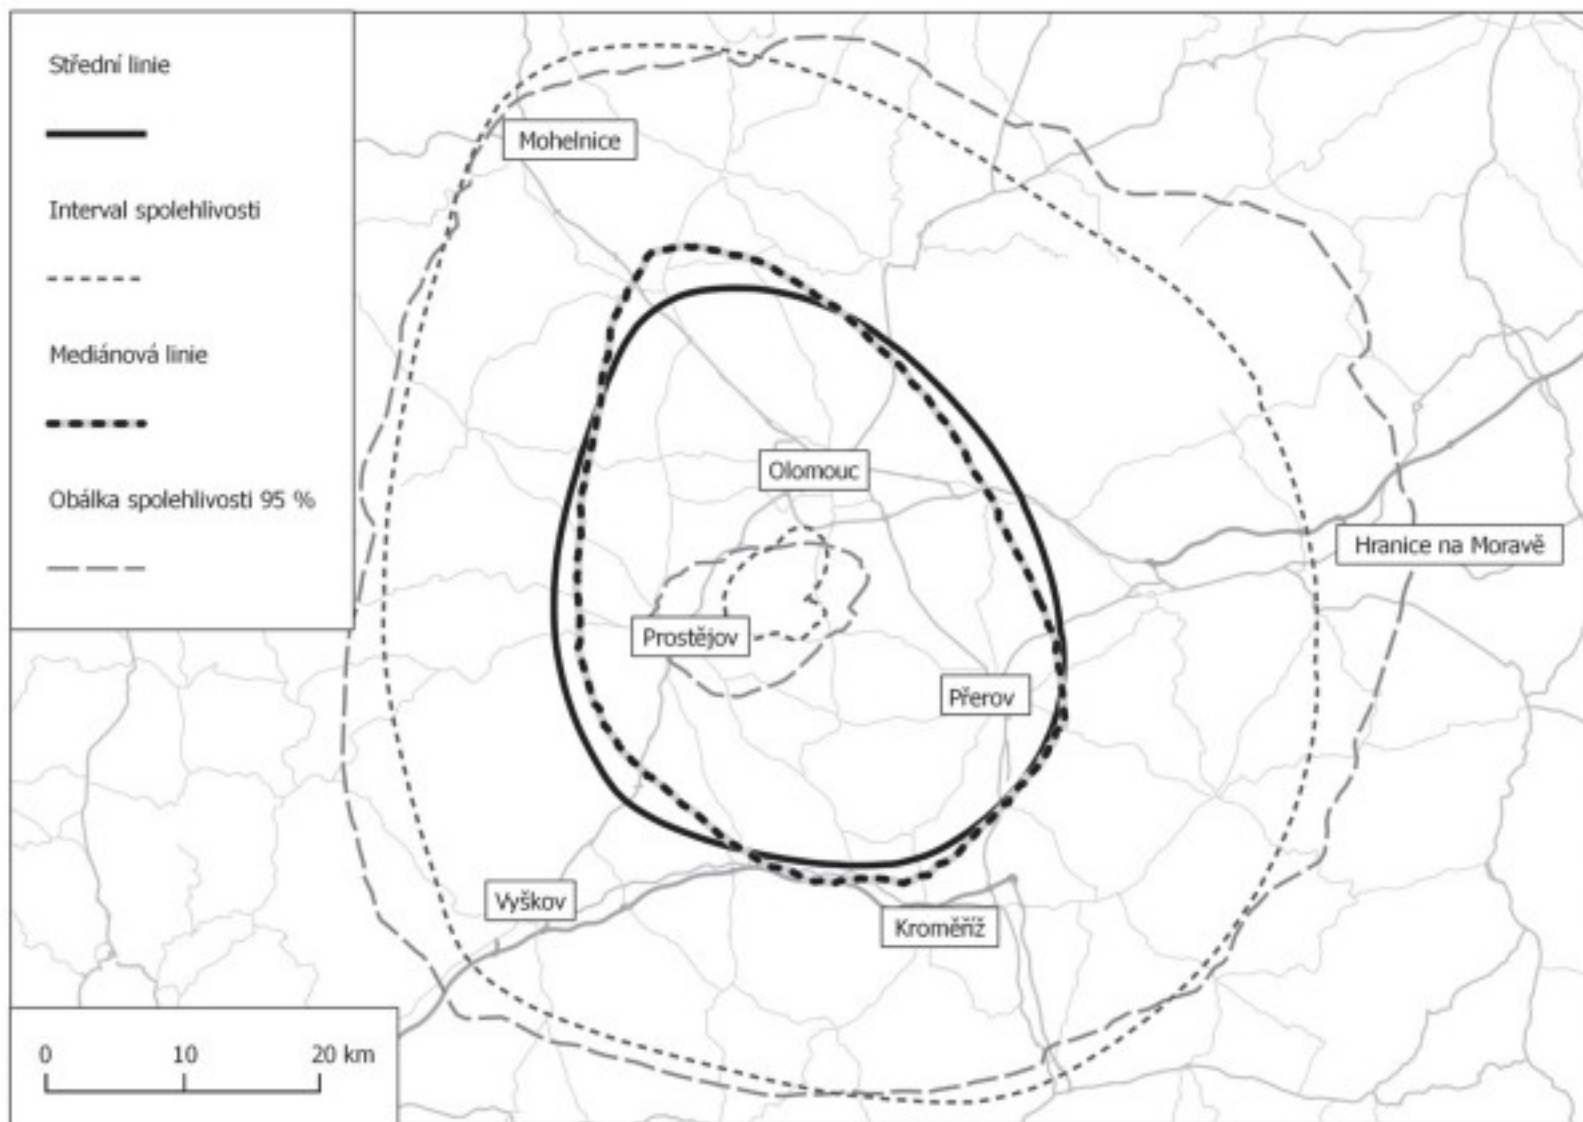 Střední linie
Interval spolehlivosti
Mediánová linie
Obálka spolehlivosti 95 %
Mohelnice
Olomouc
Hranice na Moravě
Prostějov
Přerov
Vyškov
Kroměříž
0 10 20 km